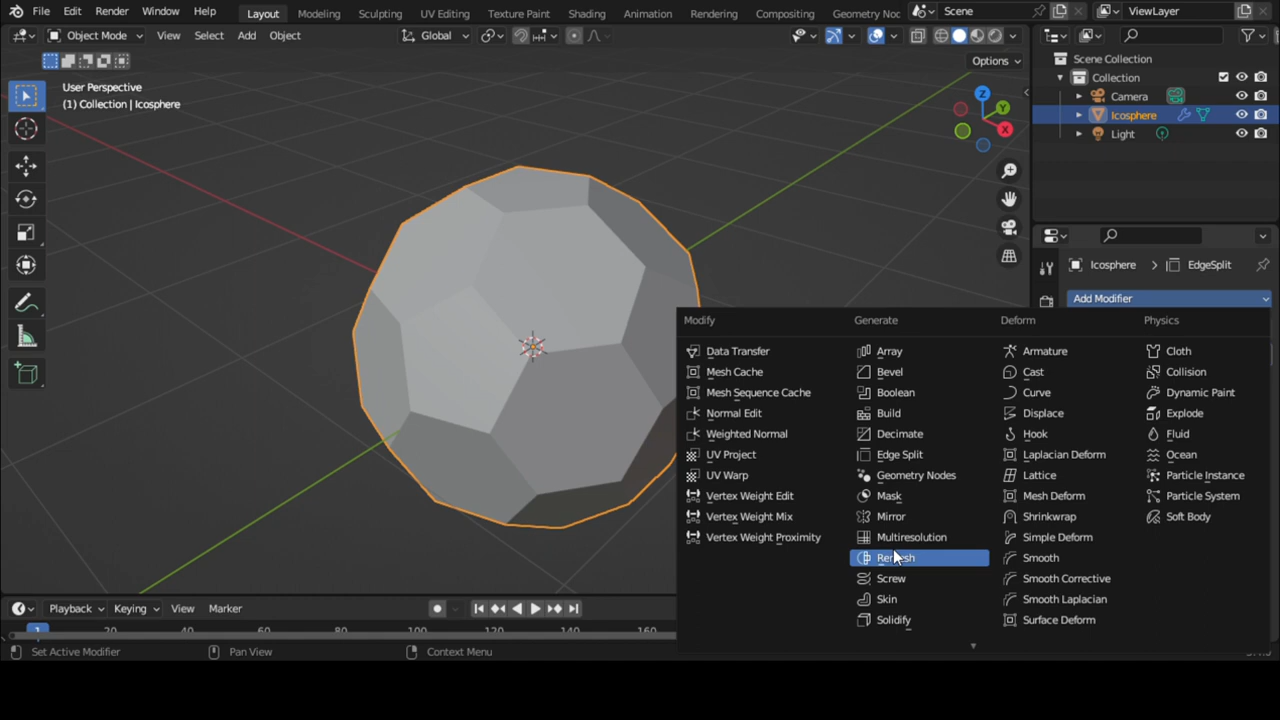 File Edit Render Window Help Layout Modeling Sculpting UV Editing Texture Paint Shading Animation Rendering Compositing Geometry Noc Scene ViewLayer
Object Mode View Select Add Object Global
Options
User Perspective
(1) Collection | Icosphere
Z
Y
X
Scene Collection
Collection
Camera
Icosphere
Light
Icosphere > EdgeSplit
Add Modifier
Modify Generate Deform Physics
Data Transfer Array Armature Cloth
Mesh Cache Bevel Cast Collision
Mesh Sequence Cache Boolean Curve Dynamic Paint
Normal Edit Build Displace Explode
Weighted Normal Decimate Hook Fluid
UV Project Edge Split Laplacian Deform Ocean
UV Warp Geometry Nodes Lattice Particle Instance
Vertex Weight Edit Mask Mesh Deform Particle System
Vertex Weight Mix Mirror Shrinkwrap Soft Body
Vertex Weight Proximity Multiresolution Simple Deform
Remesh Smooth
Screw Smooth Corrective
Skin Smooth Laplacian
Solidify Surface Deform
Playback Keying View Marker
1 20 40 60 80 100 120 140 160
Set Active Modifier Pan View Context Menu